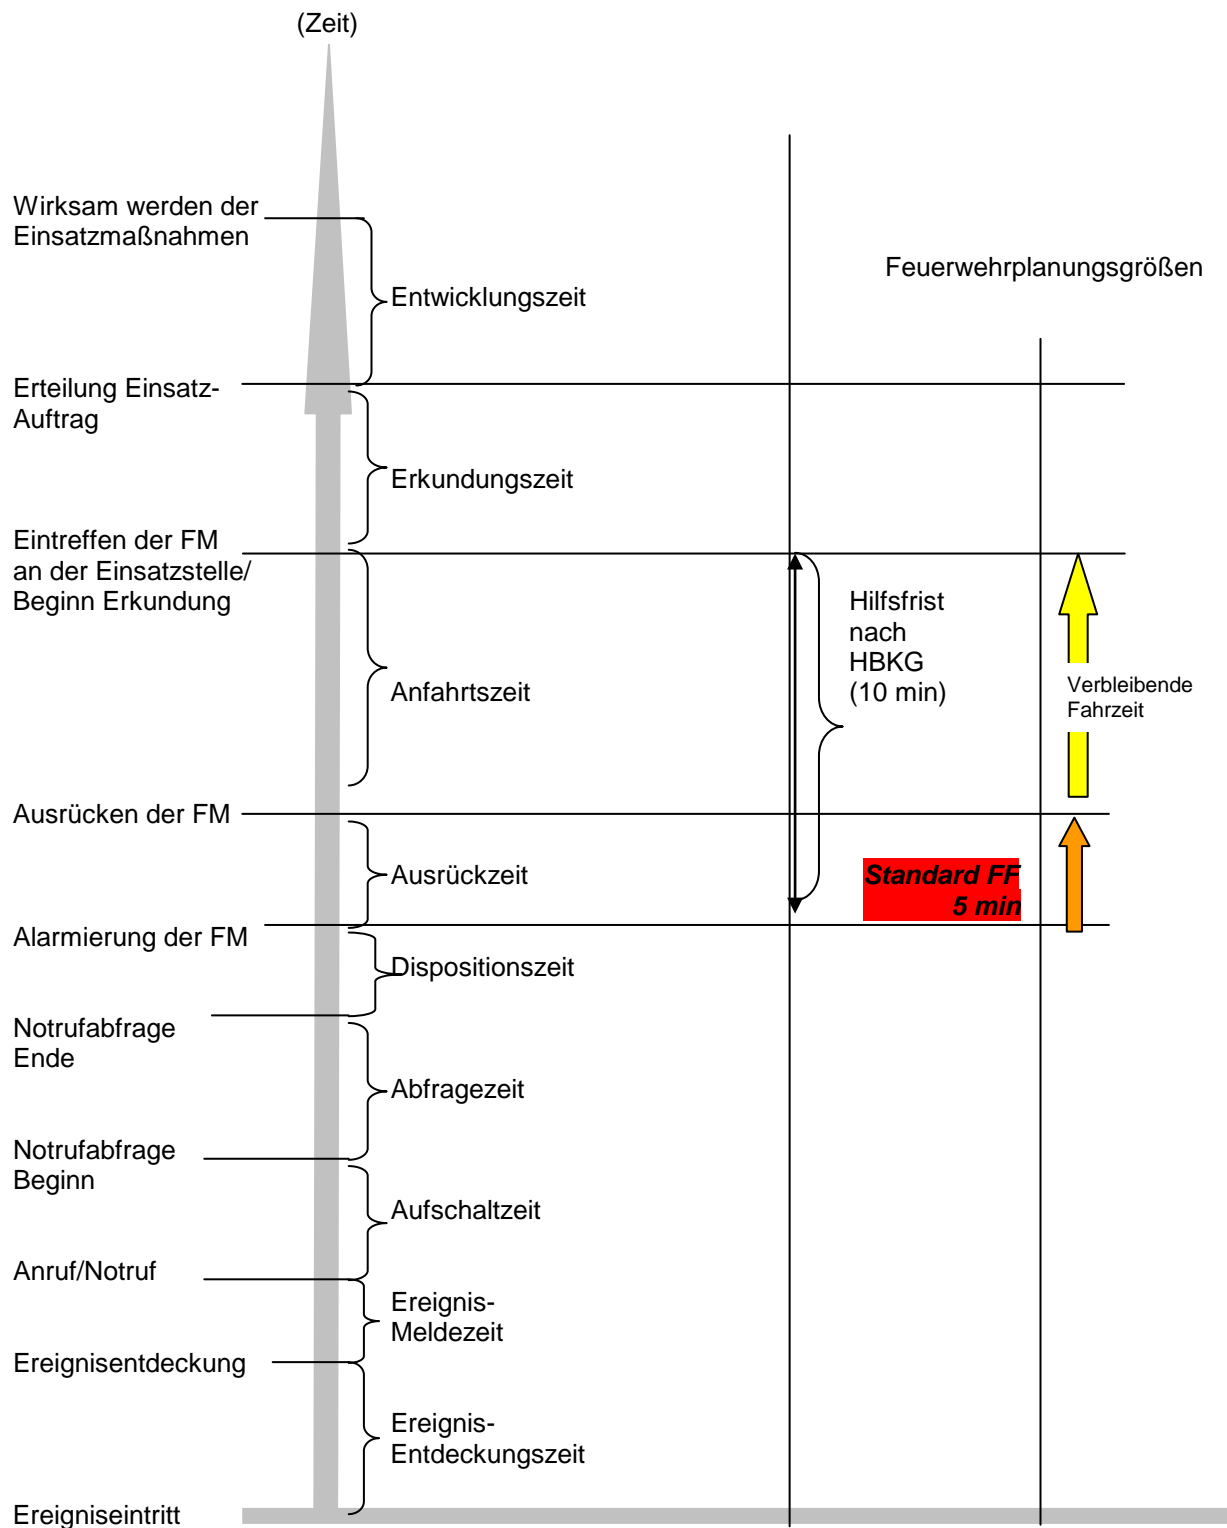 (Zeit)
Wirksam werden der
Einsatzmaßnahmen
Feuerwehrplanungsgrößen
Entwicklungszeit
Erteilung Einsatz-
Auftrag
Erkundungszeit
Eintreffen der FM
an der Einsatzstelle/
Beginn Erkundung
Hilfsfrist
nach
HBKG
(10 min)
Anfahrtszeit
Verbleibende
Fahrzeit
Ausrücken der FM
Ausrückzeit
Standard FF
5 min
Alarmierung der FM
Dispositionszeit
Notrufabfrage
Ende
Abfragezeit
Notrufabfrage
Beginn
Aufschaltzeit
Anruf/Notruf
Ereignis-
Meldezeit
Ereignisentdeckung
Ereignis-
Entdeckungszeit
Ereigniseintritt